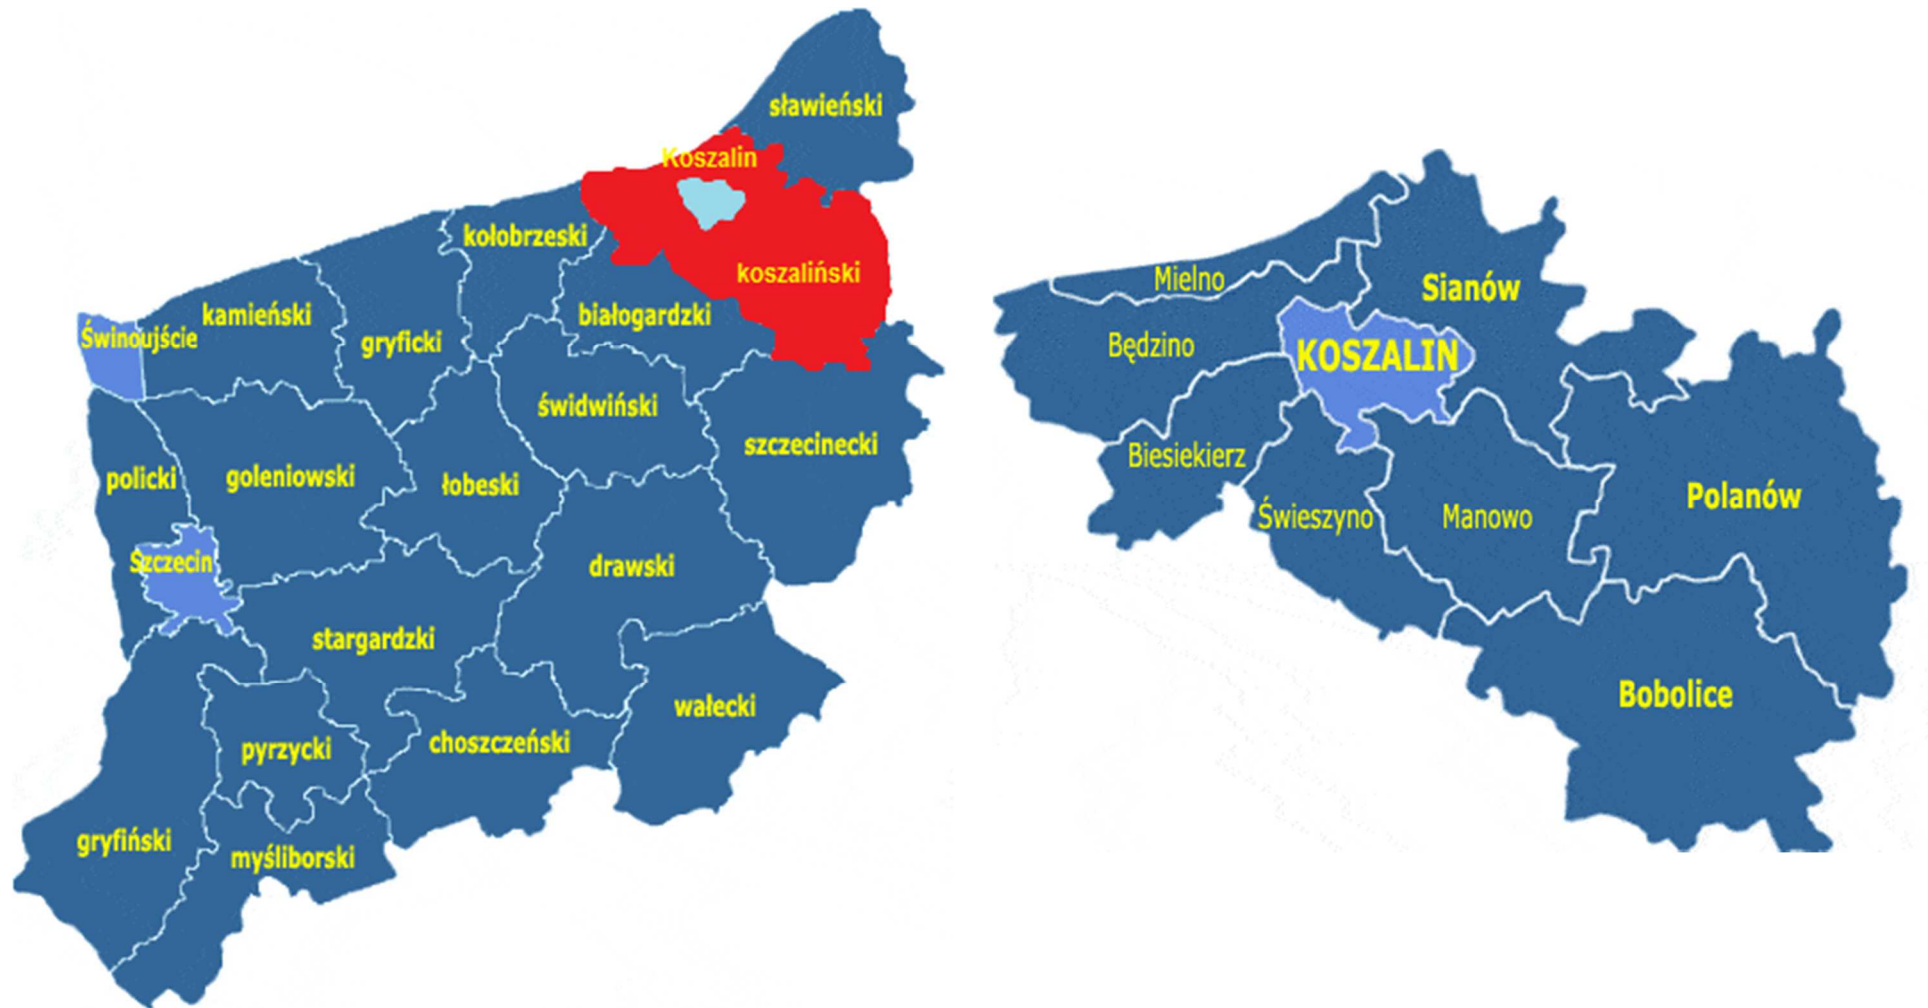 sławieński
Koszalin
kołobrzeski
koszaliński
kamieński
białogardzki
Świnoujście
gryficki
świdwiński
szczecinecki
policki
goleniowski
łobeski
Szczecin
drawski
stargardzki
wałecki
pyrzycki
choszczeński
gryfiński
myśliborski
Mielno
Sianów
Będzino
KOSZALIN
Biesiekierz
Polanów
Świeszyno
Manowo
Bobolice